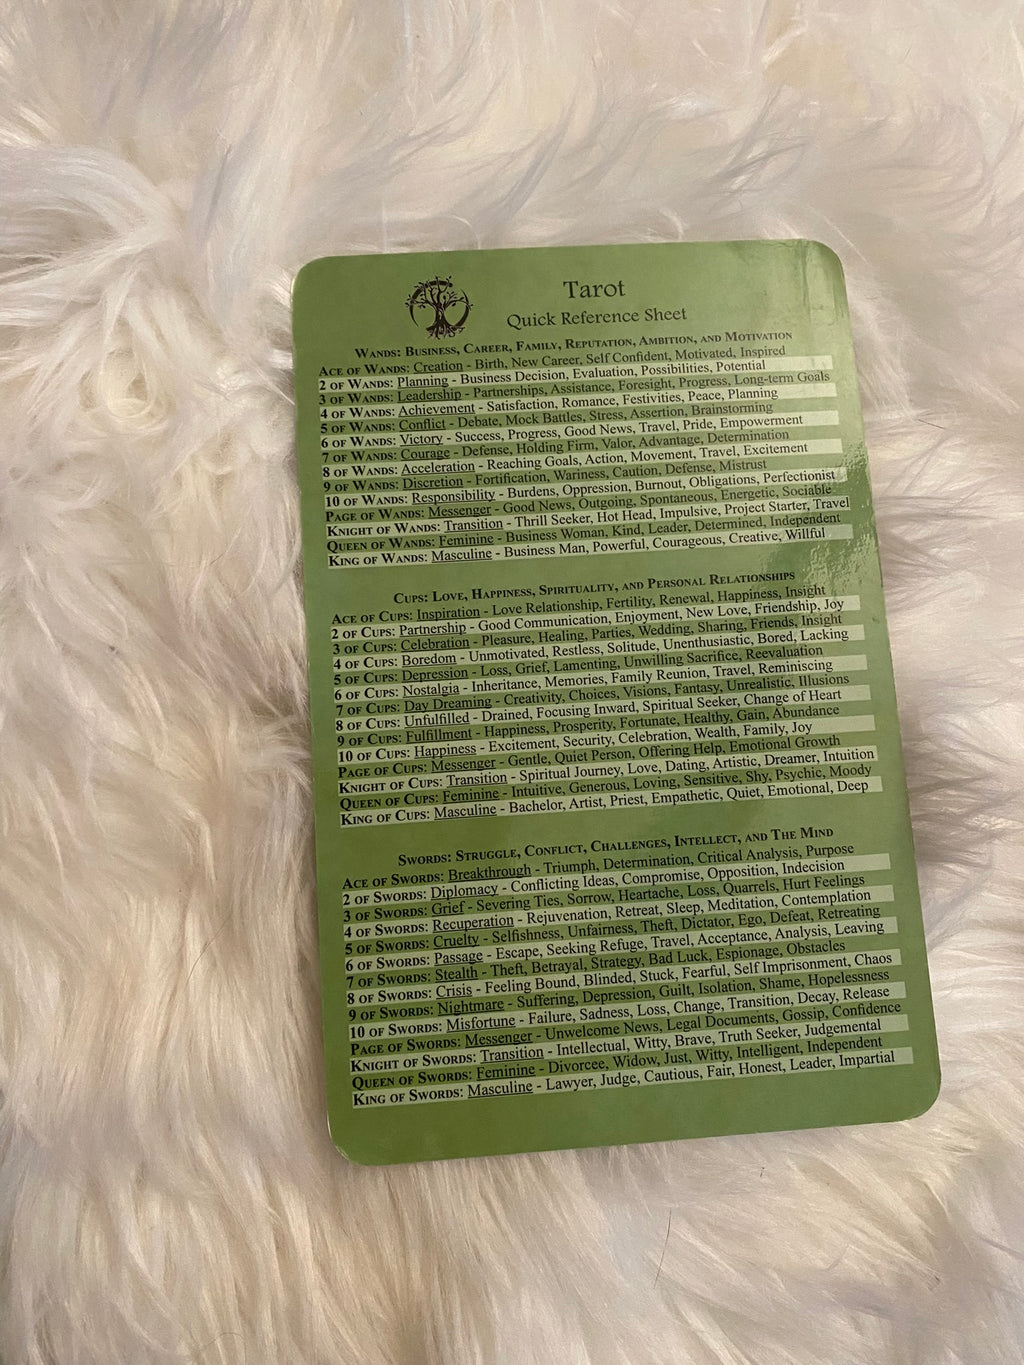 Tarot
Quick Reference Sheet
Wands: Business, Career, Family, Reputation, Ambition, and Motivation
Ace of Wands: Creation - Birth, New Career, Self Confident, Motivated, Inspired
2 of Wands: Planning - Business Decision, Evaluation, Possibilities, Potential
3 of Wands: Leadership - Partnerships, Assistance, Foresight, Progress, Long-term Goals
4 of Wands: Achievement - Satisfaction, Romance, Festivities, Peace, Planning
5 of Wands: Conflict - Debate, Mock Battles, Stress, Assertion, Brainstorming
6 of Wands: Victory - Success, Progress, Good News, Travel, Pride, Empowerment
7 of Wands: Courage - Defense, Holding Firm, Valor, Advantage, Determination
8 of Wands: Acceleration - Reaching Goals, Action, Movement, Travel, Excitement
9 of Wands: Discretion - Fortification, Wariness, Caution, Defense, Mistrust
10 of Wands: Responsibility - Burdens, Oppression, Burnout, Obligations, Perfectionist
Page of Wands: Messenger - Good News, Outgoing, Spontaneous, Energetic, Sociable
Knight of Wands: Transition - Thrill Seeker, Hot Head, Impulsive, Project Starter, Travel
Queen of Wands: Feminine - Business Woman, Kind, Leader, Determined, Independent
King of Wands: Masculine - Business Man, Powerful, Courageous, Creative, Willful
Cups: Love, Happiness, Spirituality, and Personal Relationships
Ace of Cups: Inspiration - Love Relationship, Fertility, Renewal, Happiness, Insight
2 of Cups: Partnership - Good Communication, Enjoyment, New Love, Friendship, Joy
3 of Cups: Celebration - Pleasure, Healing, Parties, Wedding, Sharing, Friends, Insight
4 of Cups: Boredom - Unmotivated, Restless, Solitude, Unenthusiastic, Bored, Lacking
5 of Cups: Depression - Loss, Grief, Lamenting, Unwilling Sacrifice, Reevaluation
6 of Cups: Nostalgia - Inheritance, Memories, Family Reunion, Travel, Reminiscing
7 of Cups: Day Dreaming - Creativity, Choices, Visions, Fantasy, Unrealistic, Illusions
8 of Cups: Unfulfilled - Drained, Focusing Inward, Spiritual Seeker, Change of Heart
9 of Cups: Fulfillment - Happiness, Prosperity, Fortunate, Healthy, Gain, Abundance
10 of Cups: Happiness - Excitement, Security, Celebration, Wealth, Family, Joy
Page of Cups: Messenger - Gentle, Quiet Person, Offering Help, Emotional Growth
Knight of Cups: Transition - Spiritual Journey, Love, Dating, Artistic, Dreamer, Intuition
Queen of Cups: Feminine - Intuitive, Generous, Loving, Sensitive, Shy, Psychic, Moody
King of Cups: Masculine - Bachelor, Artist, Priest, Empathetic, Quiet, Emotional, Deep
Swords: Struggle, Conflict, Challenges, Intellect, and The Mind
Ace of Swords: Breakthrough - Triumph, Determination, Critical Analysis, Purpose
2 of Swords: Diplomacy - Conflicting Ideas, Compromise, Opposition, Indecision
3 of Swords: Grief - Severing Ties, Sorrow, Heartache, Loss, Quarrels, Hurt Feelings
4 of Swords: Recuperation - Rejuvenation, Retreat, Sleep, Meditation, Contemplation
5 of Swords: Cruelty - Selfishness, Unfairness, Theft, Dictator, Ego, Defeat, Retreating
6 of Swords: Passage - Escape, Seeking Refuge, Travel, Acceptance, Analysis, Leaving
7 of Swords: Stealth - Theft, Betrayal, Strategy, Bad Luck, Espionage, Obstacles
8 of Swords: Crisis - Feeling Bound, Blinded, Stuck, Fearful, Self Imprisonment, Chaos
9 of Swords: Nightmare - Suffering, Depression, Guilt, Isolation, Shame, Hopelessness
10 of Swords: Misfortune - Failure, Sadness, Loss, Change, Transition, Decay, Release
Page of Swords: Messenger - Unwelcome News, Legal Documents, Gossip, Confidence
Knight of Swords: Transition - Intellectual, Witty, Brave, Truth Seeker, Judgemental
Queen of Swords: Feminine - Divorcee, Widow, Just, Witty, Intelligent, Independent
King of Swords: Masculine - Lawyer, Judge, Cautious, Fair, Honest, Leader, Impartial